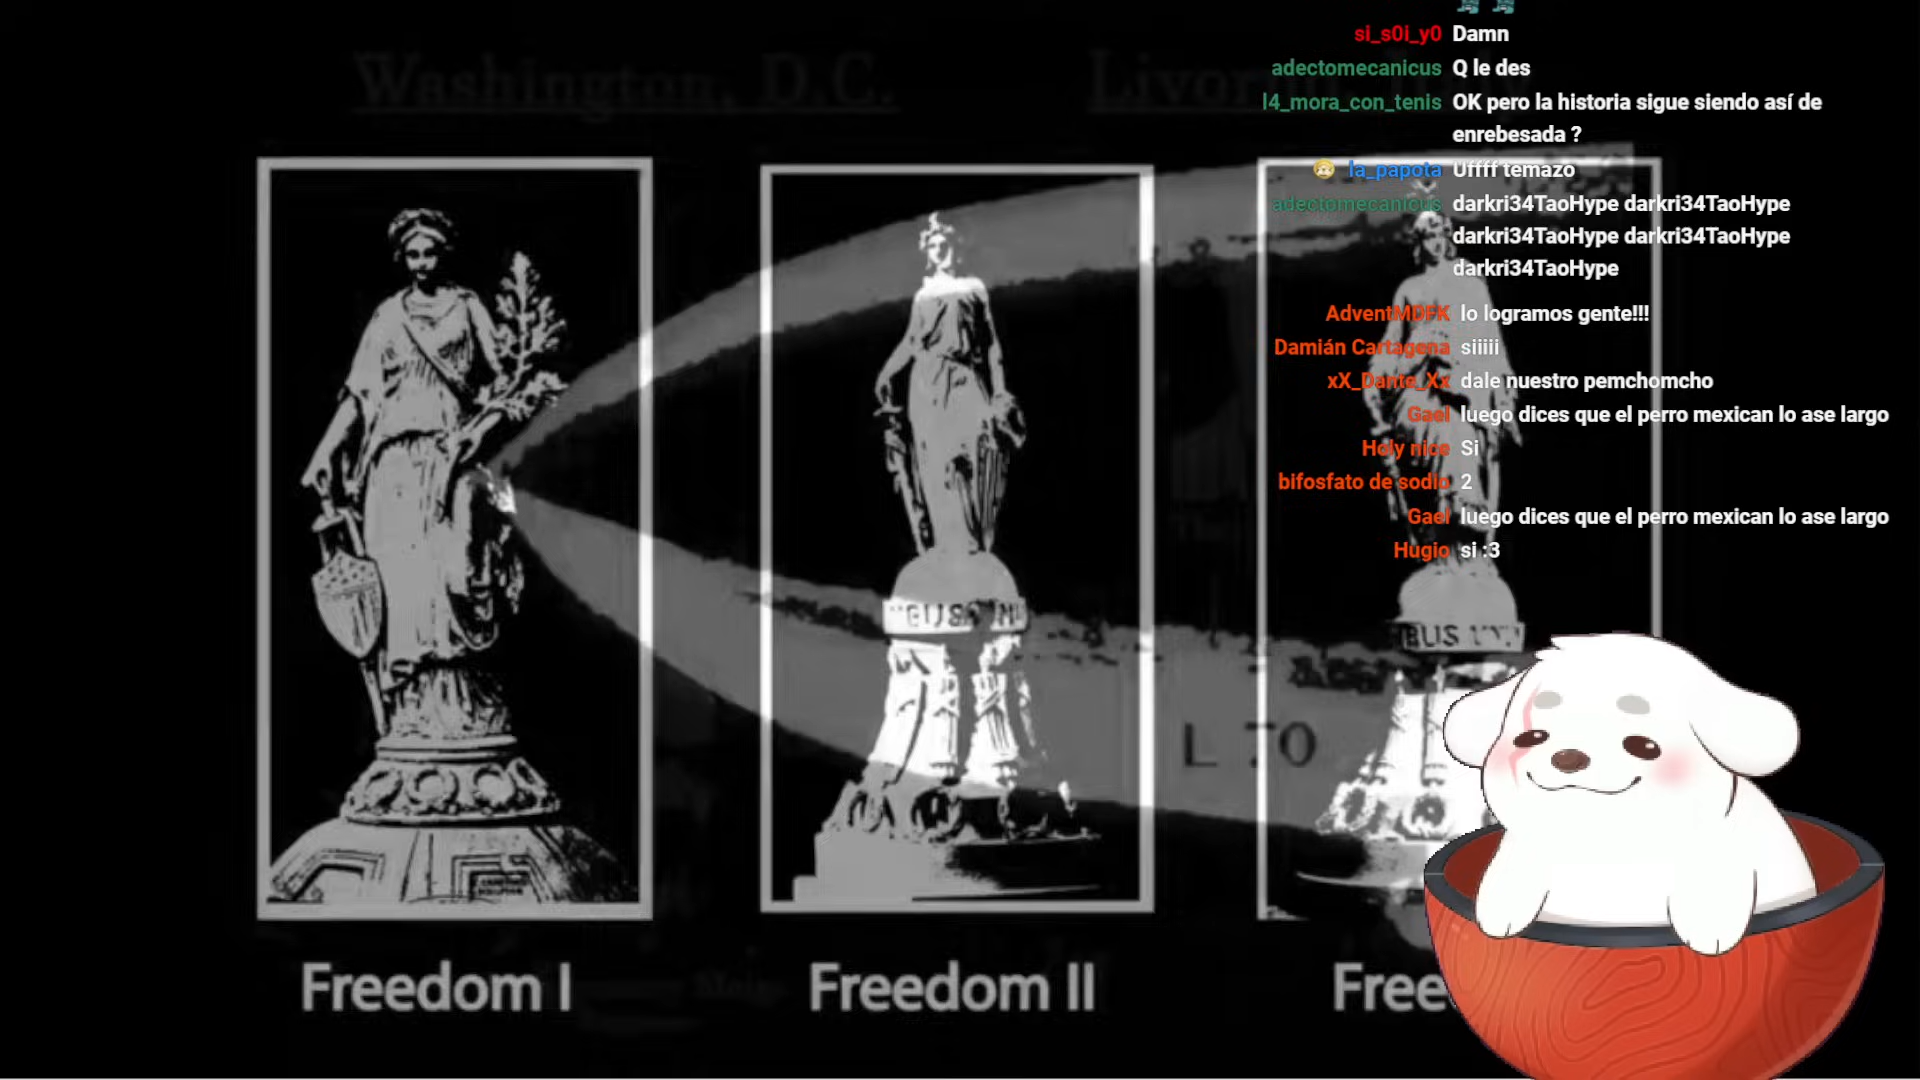 Washington, D.C.
si_s0i_y0 Damn
adectomecanicus Q le des
l4_mora_con_tenis OK pero la historia sigue siendo así de
enrebesada ?
la_papota Uffff temazo
adectomecanicus darkri34TaoHype darkri34TaoHype
darkri34TaoHype darkri34TaoHype
darkri34TaoHype
AdventMDFK lo logramos gente!!!
Damián Cartagena siiiii
xX_Dante_Xx dale nuestro pemchomcho
Gael luego dices que el perro mexican lo ase largo
Holy nice Si
bifosfato de sodio 2
Gael luego dices que el perro mexican lo ase largo
Hugio si :3
L 70
Freedom I
Freedom II
Free